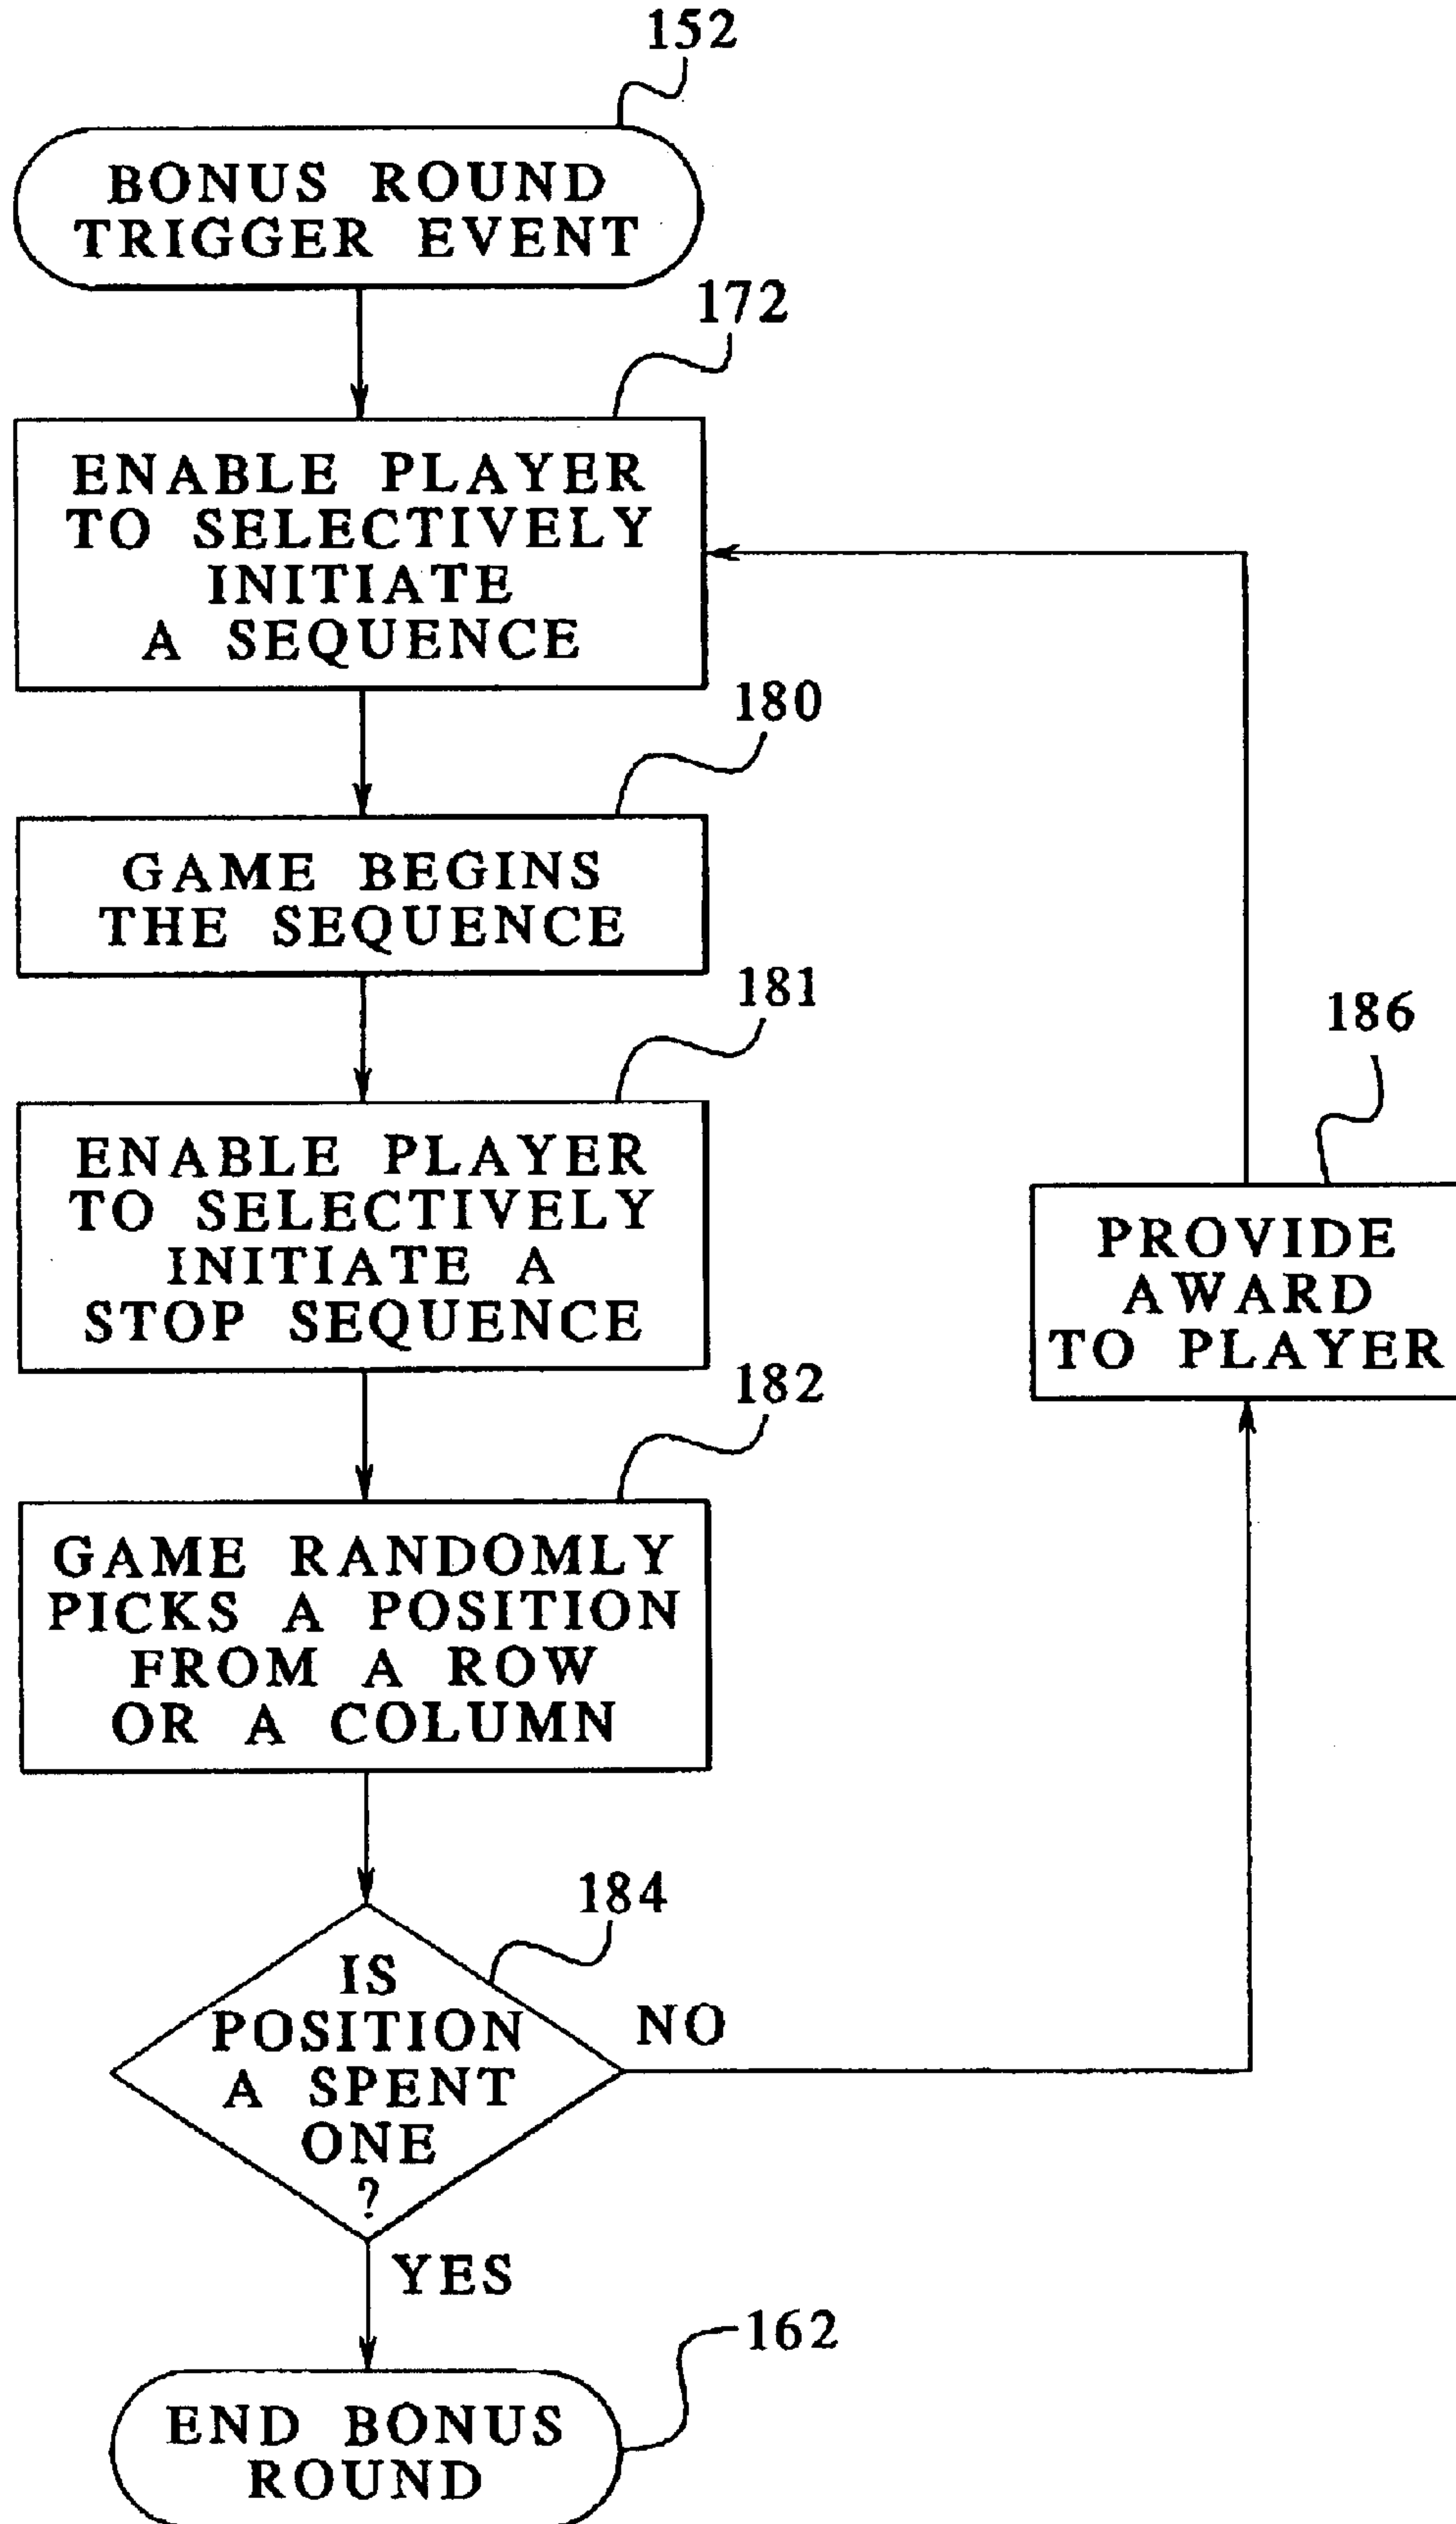 152
BONUS ROUND
TRIGGER EVENT
172
ENABLE PLAYER
TO SELECTIVELY
INITIATE
A SEQUENCE
180
GAME BEGINS
THE SEQUENCE
181
ENABLE PLAYER
TO SELECTIVELY
INITIATE A
STOP SEQUENCE
186
PROVIDE
AWARD
TO PLAYER
182
GAME RANDOMLY
PICKS A POSITION
FROM A ROW
OR A COLUMN
184
IS
POSITION
A SPENT
ONE
?
NO
YES
162
END BONUS
ROUND